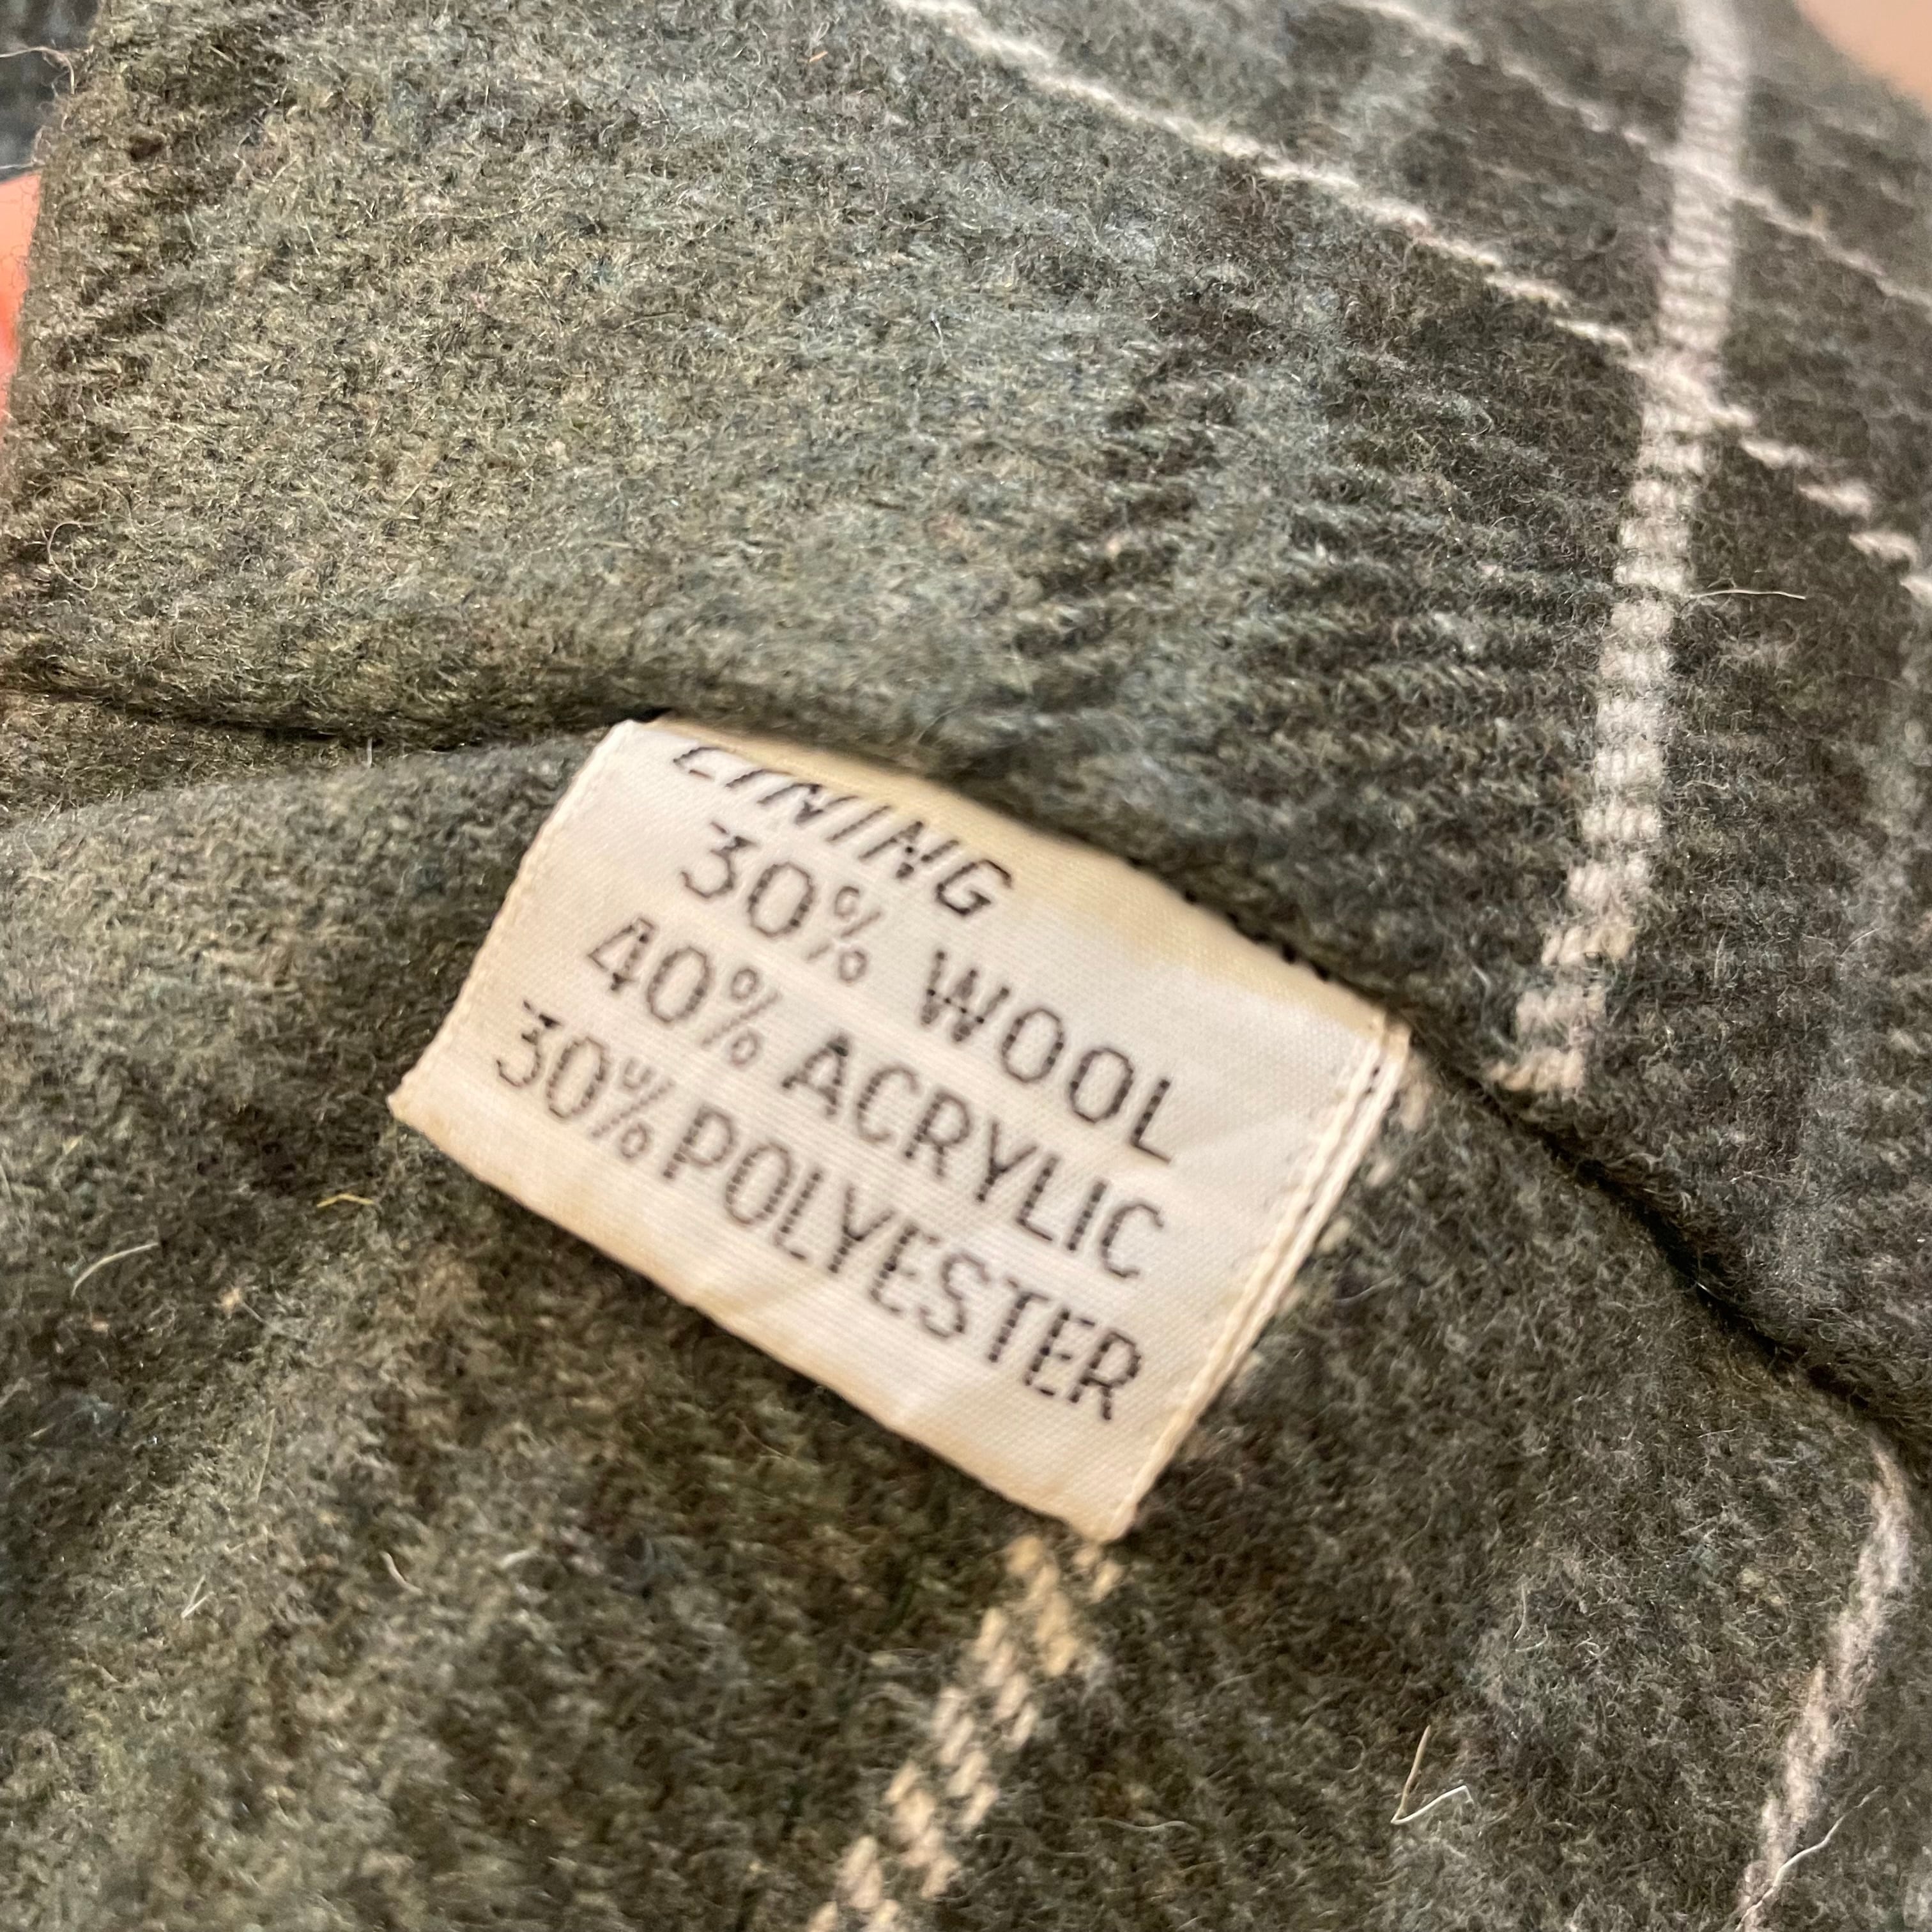 LINING
30% WOOL
40% ACRYLIC
30% POLYESTER